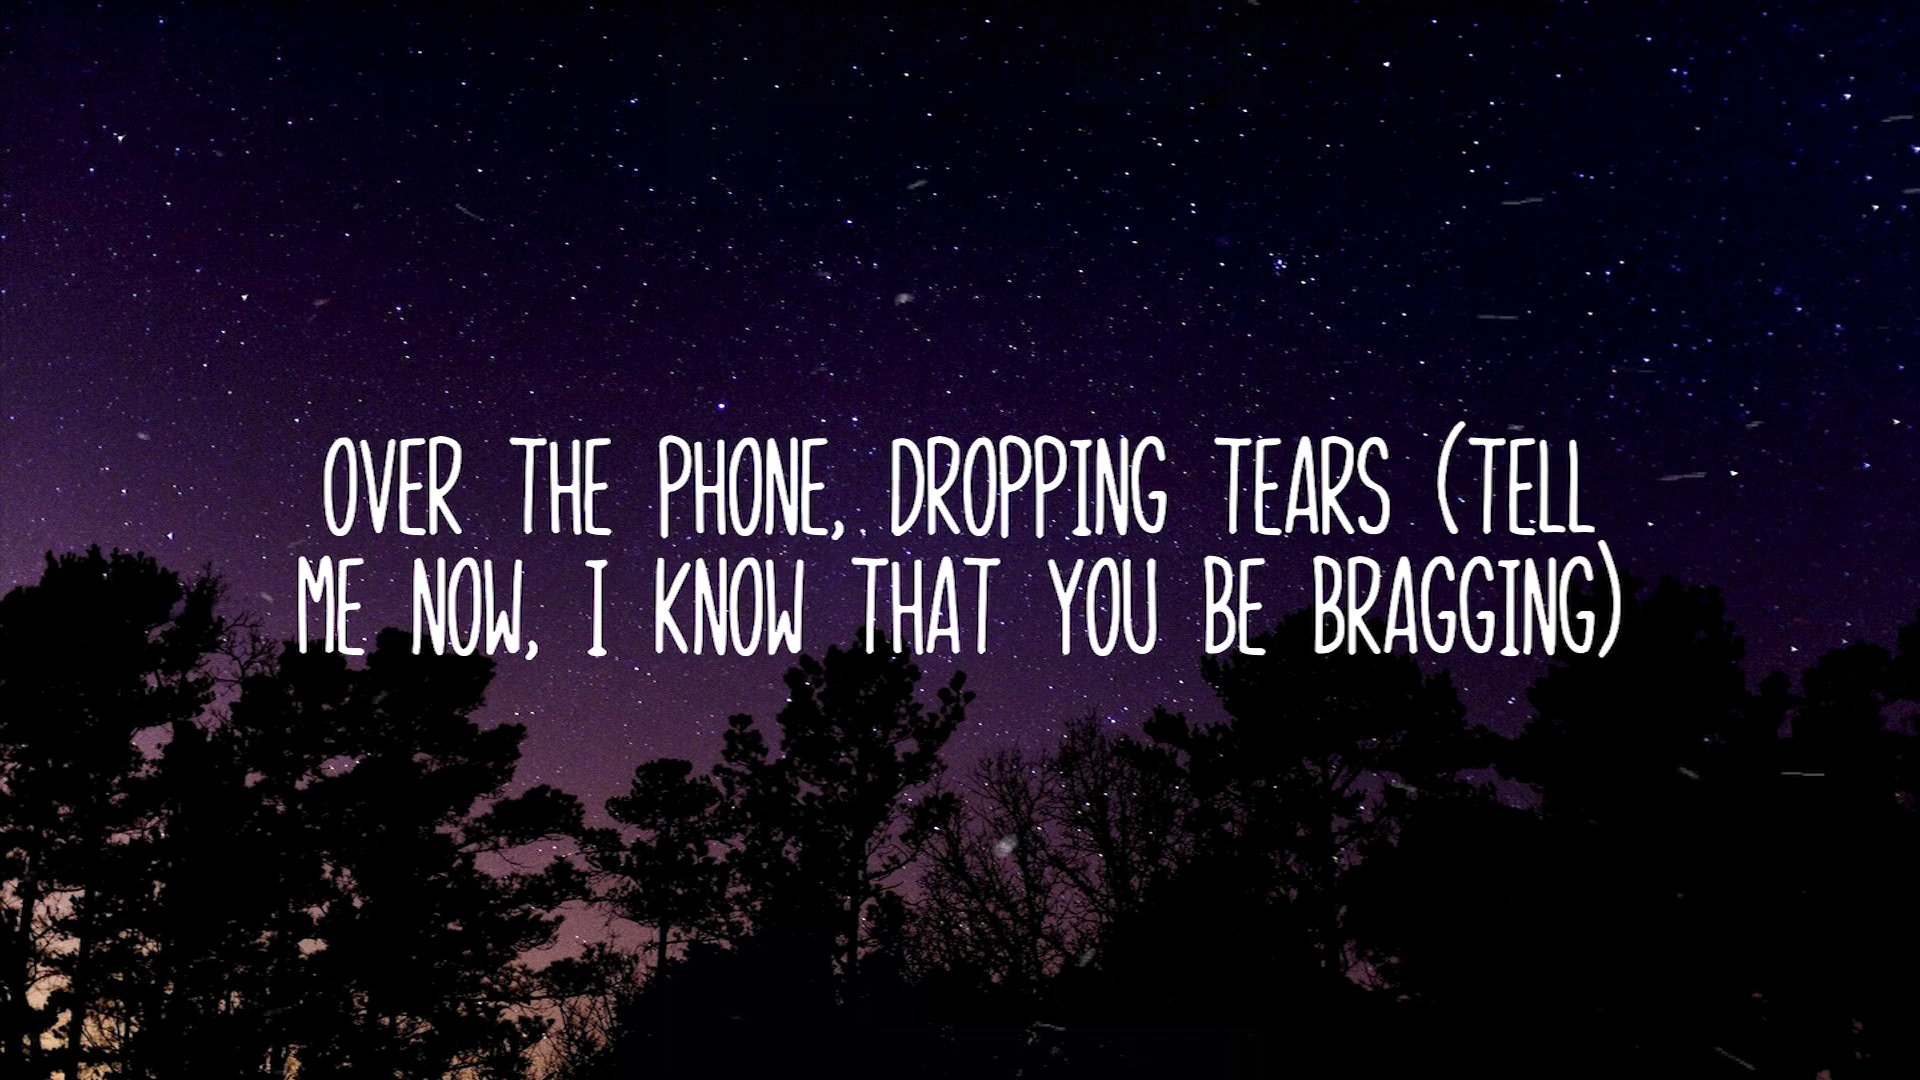 OVER THE PHONE, DROPPING TEARS (TELL
ME NOW, I KNOW THAT YOU BE BRAGGING)